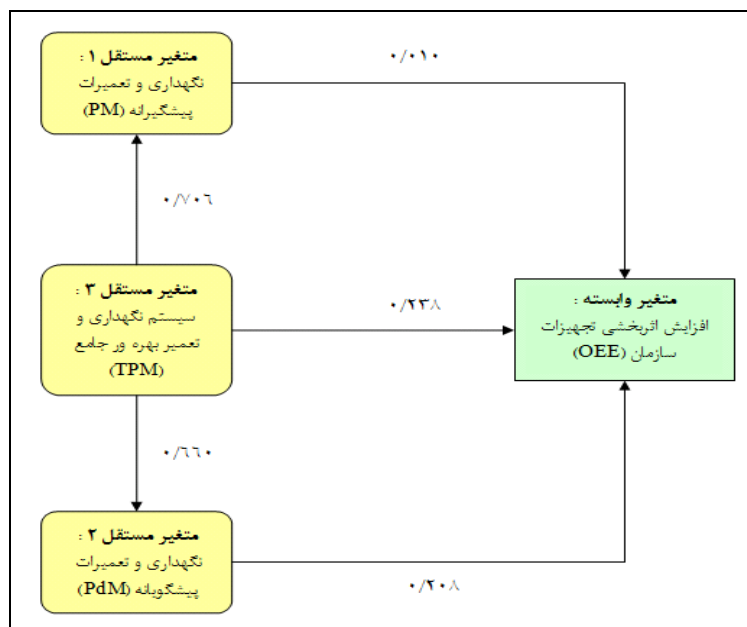 متغیر مستقل ۱ :
نگهداری و تعمیرات
پیشگیرانه (PM)
۰/۰۱۰
۰/۷۰۶
متغیر مستقل ۳ :
سیستم نگهداری و
تعمیر بهره ور جامع
(TPM)
۰/۲۳۸
متغیر وابسته :
افزایش اثربخشی تجهیزات
سازمان (OEE)
۰/۶۶۰
متغیر مستقل ۲ :
نگهداری و تعمیرات
پیشگویانه (PdM)
۰/۲۰۸